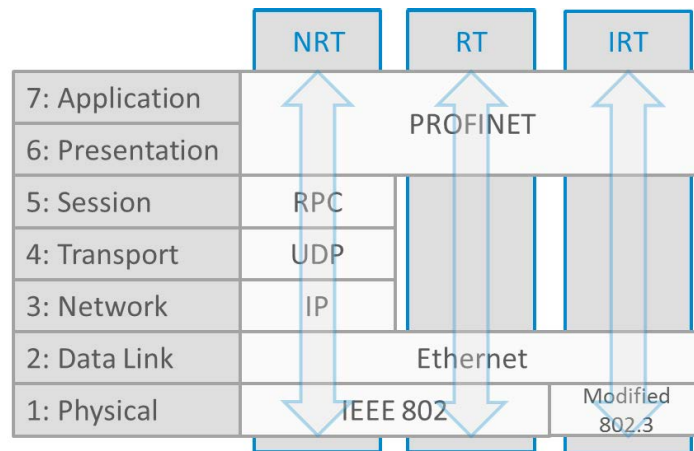 NRT RT IRT
7: Application
PROFINET
6: Presentation
5: Session RPC
4: Transport UDP
3: Network IP
2: Data Link Ethernet
1: Physical IEEE 802 Modified
802.3